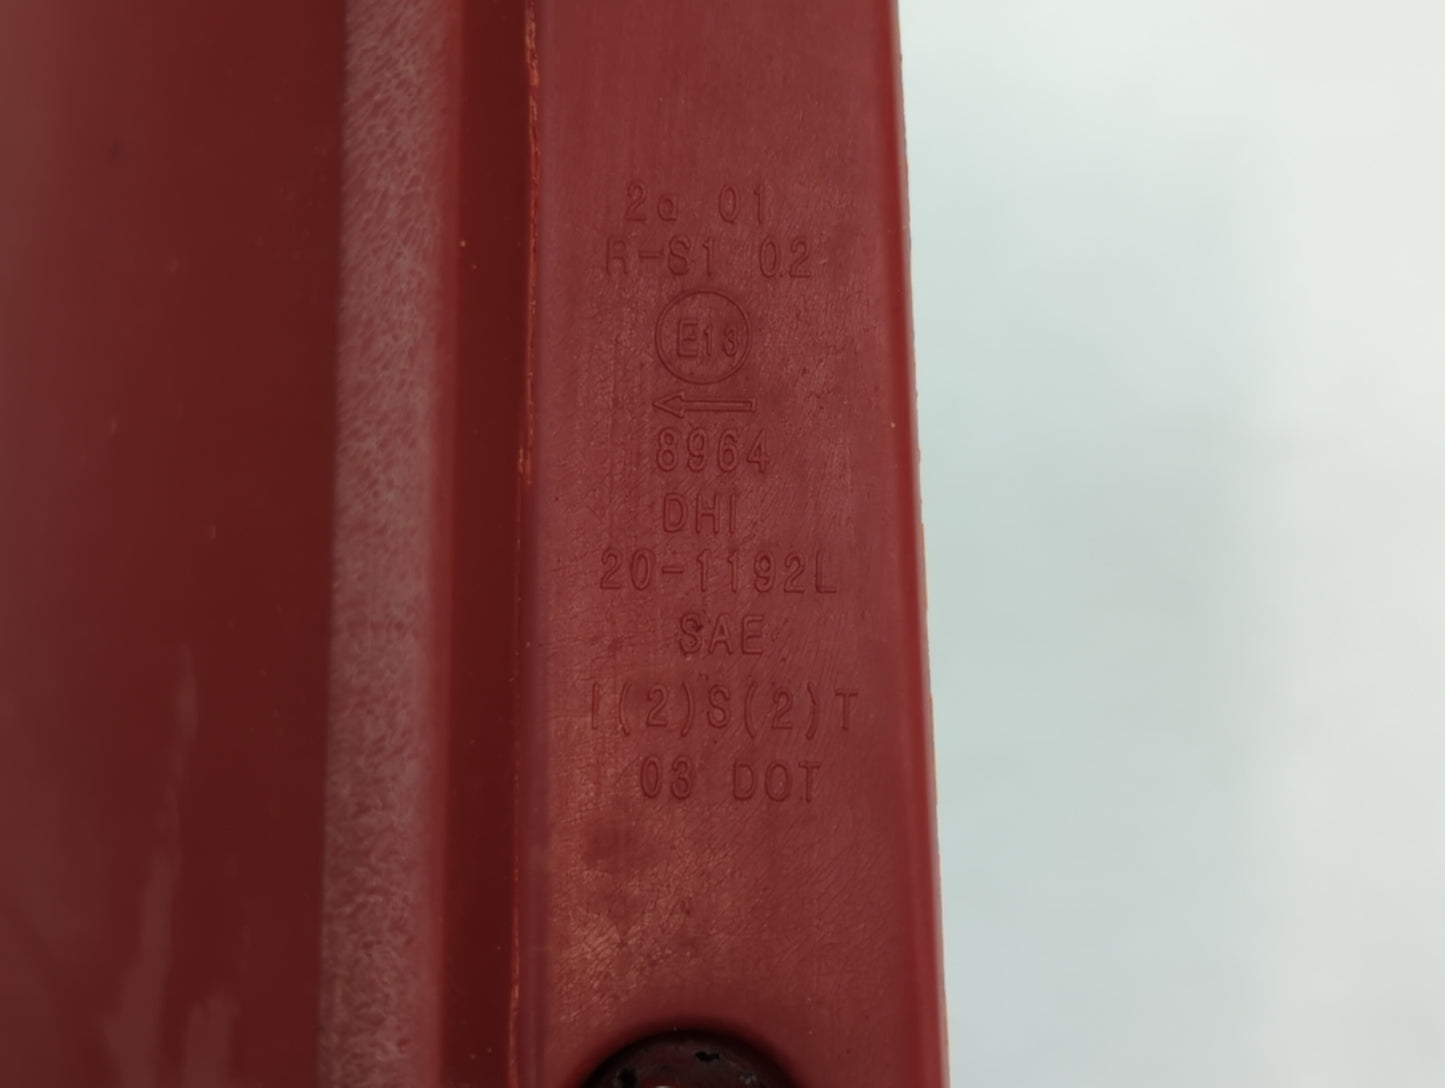 2a 01
R-S1 02
E13
←
8964
DHI
20-1192L
SAE
I(2)S(2)T
03 DOT